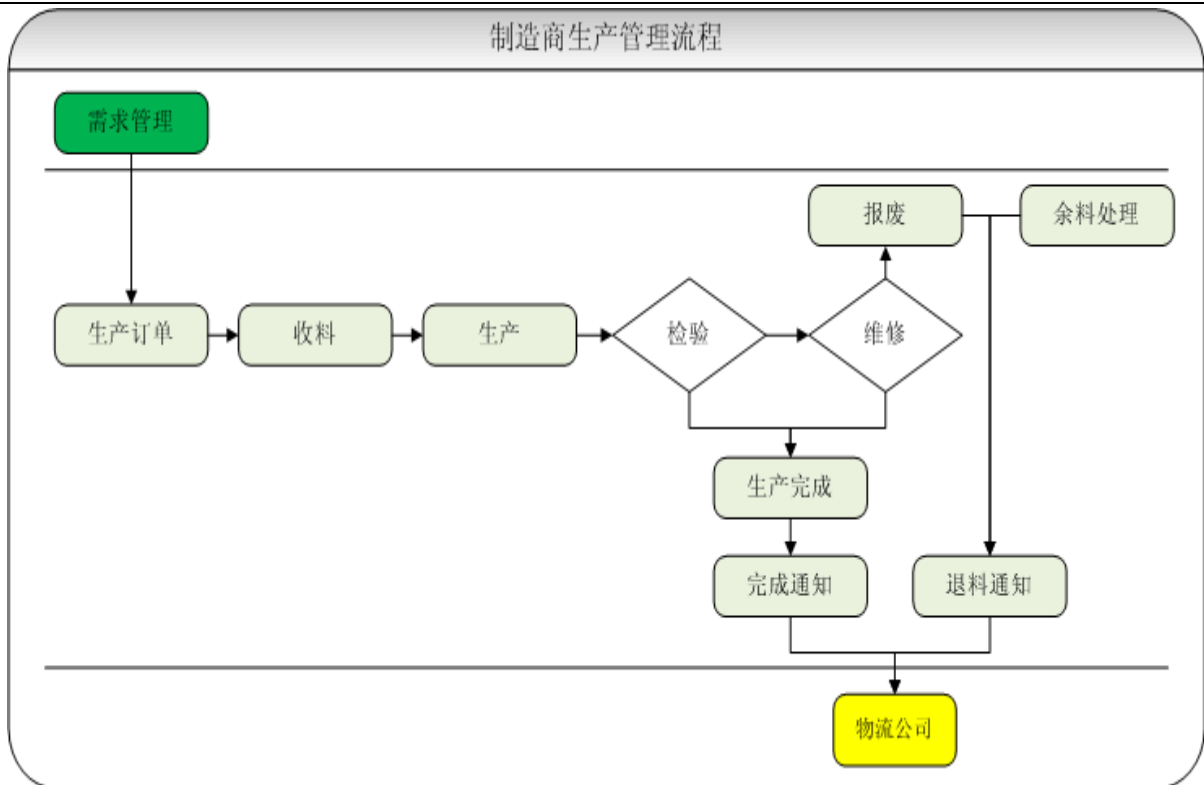 制造商生产管理流程
需求管理
报废
余料处理
生产订单
收料
生产
检验
维修
生产完成
完成通知
退料通知
物流公司